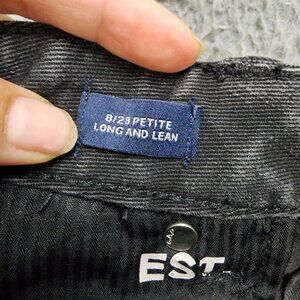 8/29 PETITE
LONG AND LEAN
EST.